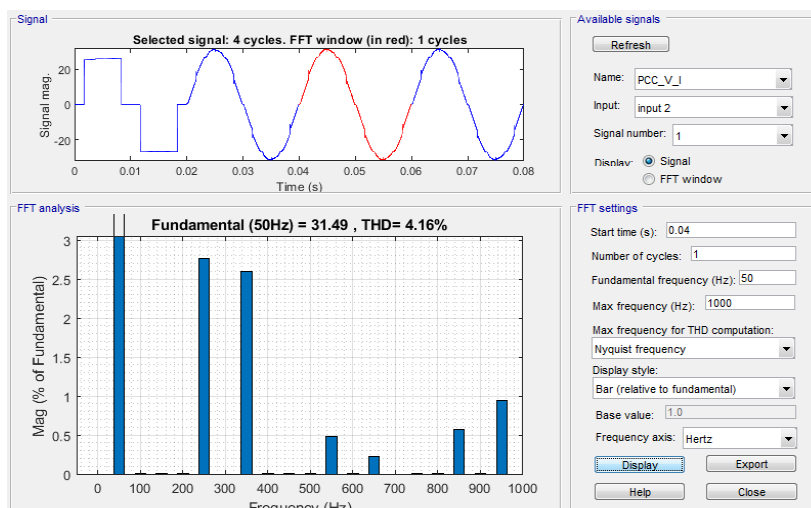 Signal
Selected signal: 4 cycles. FFT window (in red): 1 cycles
Signal mag.
20
0
-20
0 0.01 0.02 0.03 0.04 0.05 0.06 0.07 0.08
Time (s)
FFT analysis
Fundamental (50Hz) = 31.49 , THD= 4.16%
Mag (% of Fundamental)
3
2.5
2
1.5
1
0.5
0
0 100 200 300 400 500 600 700 800 900 1000
Frequency (Hz)
Available signals
Refresh
Name: PCC_V_I
Input: input 2
Signal number: 1
Display: Signal
FFT window
FFT settings
Start time (s): 0.04
Number of cycles: 1
Fundamental frequency (Hz): 50
Max frequency (Hz): 1000
Max frequency for THD computation:
Nyquist frequency
Display style:
Bar (relative to fundamental)
Base value: 1.0
Frequency axis: Hertz
Display Export
Help Close